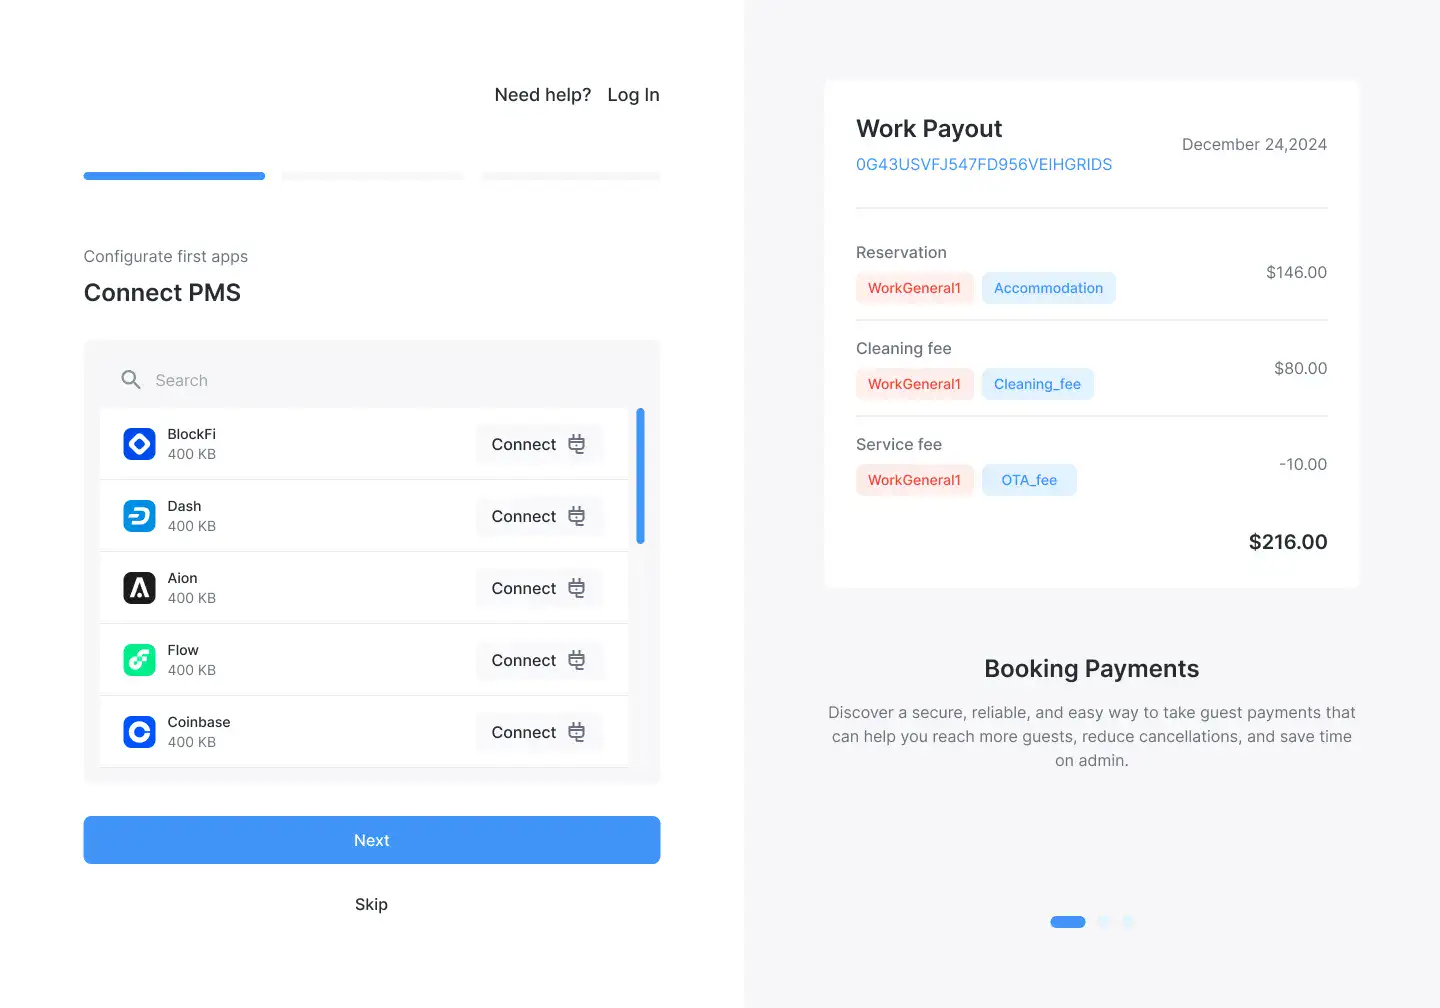 Need help? Log In
Configurate first apps
Connect PMS
Search
BlockFi
400 KB
Connect
Dash
400 KB
Connect
Aion
400 KB
Connect
Flow
400 KB
Connect
Coinbase
400 KB
Connect
Next
Skip
Work Payout
December 24,2024
0G43USVFJ547FD956VEIHGRIDS
Reservation
WorkGeneral1 Accommodation
$146.00
Cleaning fee
WorkGeneral1 Cleaning_fee
$80.00
Service fee
WorkGeneral1 OTA_fee
-10.00
$216.00
Booking Payments
Discover a secure, reliable, and easy way to take guest payments that
can help you reach more guests, reduce cancellations, and save time
on admin.